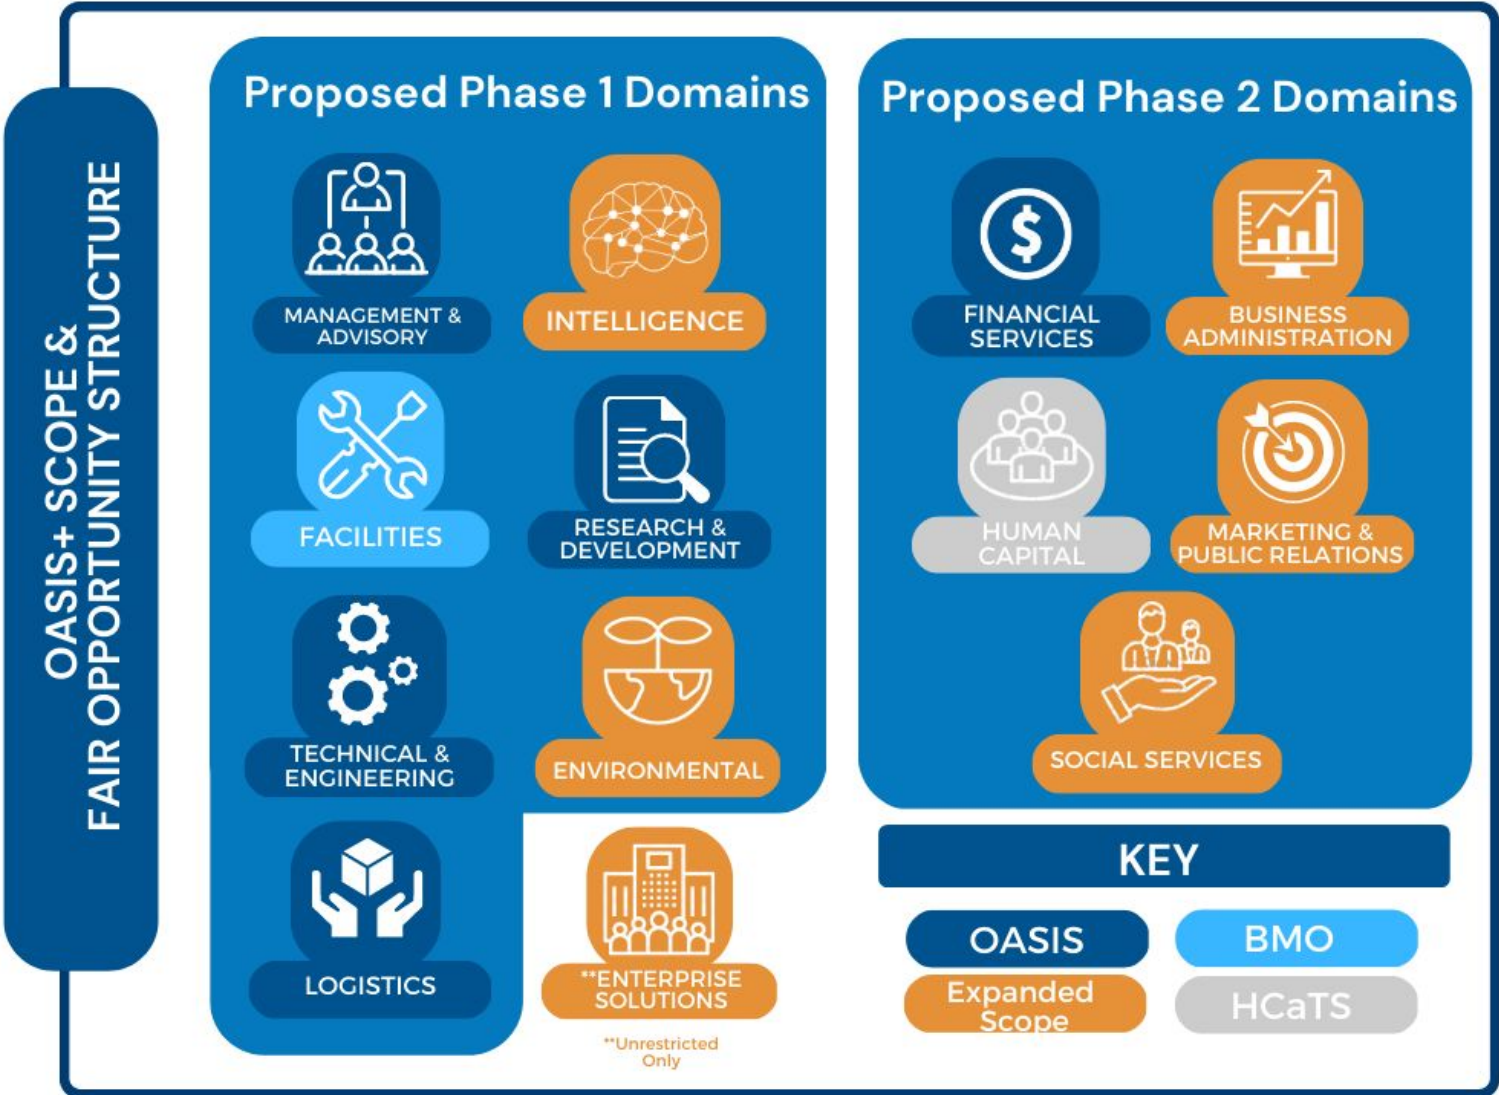 OASIS+ SCOPE &
FAIR OPPORTUNITY STRUCTURE
Proposed Phase 1 Domains
MANAGEMENT &
ADVISORY
INTELLIGENCE
FACILITIES
RESEARCH &
DEVELOPMENT
TECHNICAL &
ENGINEERING
ENVIRONMENTAL
LOGISTICS
**ENTERPRISE
SOLUTIONS
**Unrestricted
Only
Proposed Phase 2 Domains
$
FINANCIAL
SERVICES
BUSINESS
ADMINISTRATION
HUMAN
CAPITAL
MARKETING &
PUBLIC RELATIONS
SOCIAL SERVICES
KEY
OASIS
BMO
Expanded
Scope
HCaTS